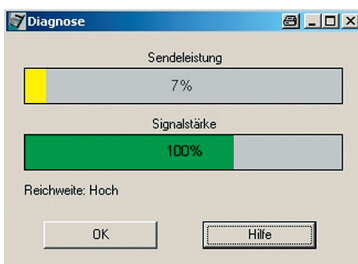 Diagnose
Sendeleistung
7%
Signalstärke
100%
Reichweite: Hoch
OK
Hilfe